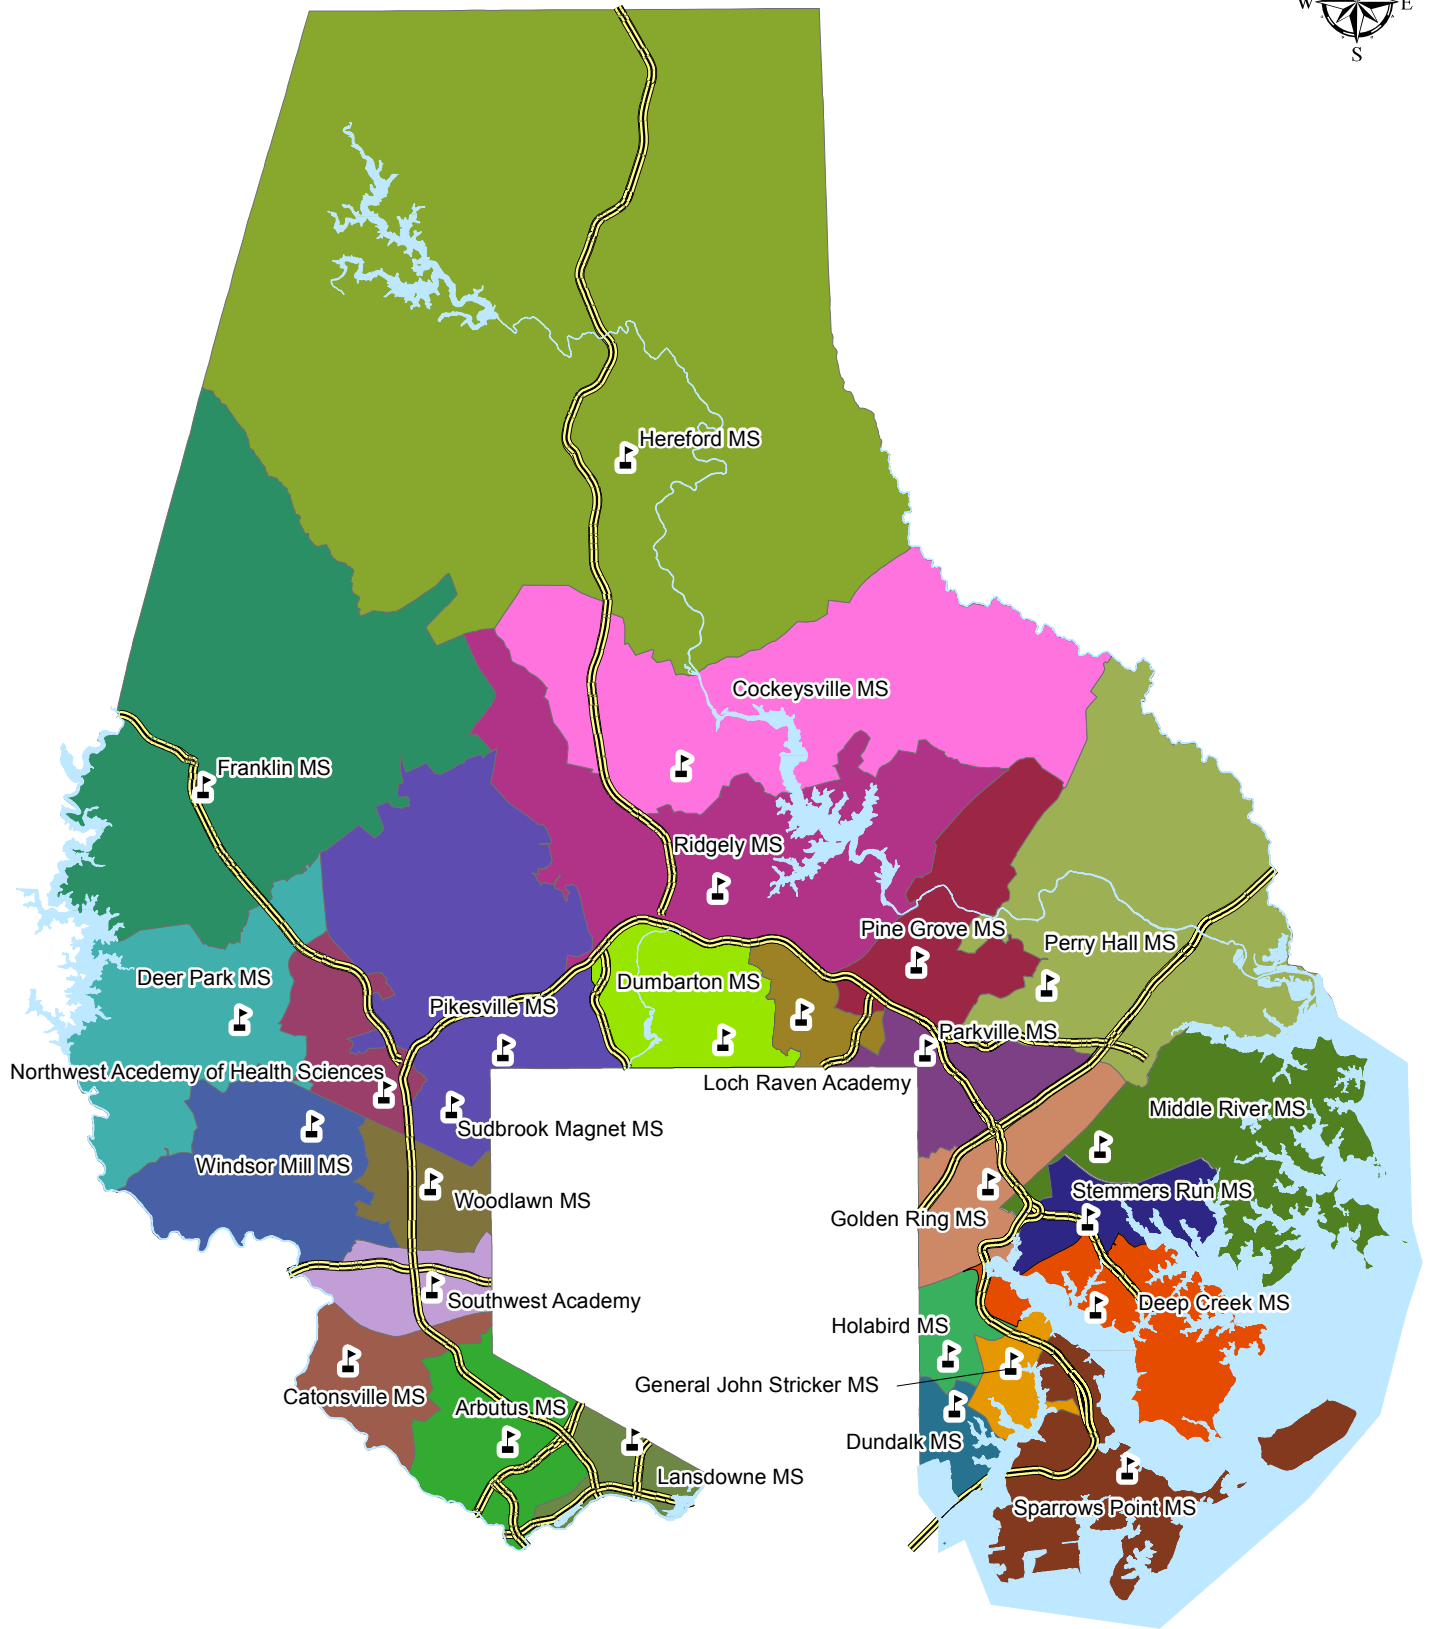 W E
S
Hereford MS
Cockeysville MS
Franklin MS
Ridgely MS
Pine Grove MS
Perry Hall MS
Deer Park MS
Dumbarton MS
Pikesville MS
Parkville MS
Northwest Acedemy of Health Sciences
Loch Raven Academy
Middle River MS
Sudbrook Magnet MS
Windsor Mill MS
Stemmers Run MS
Woodlawn MS
Golden Ring MS
Southwest Academy
Deep Creek MS
Holabird MS
General John Stricker MS
Catonsville MS
Arbutus MS
Dundalk MS
Lansdowne MS
Sparrows Point MS